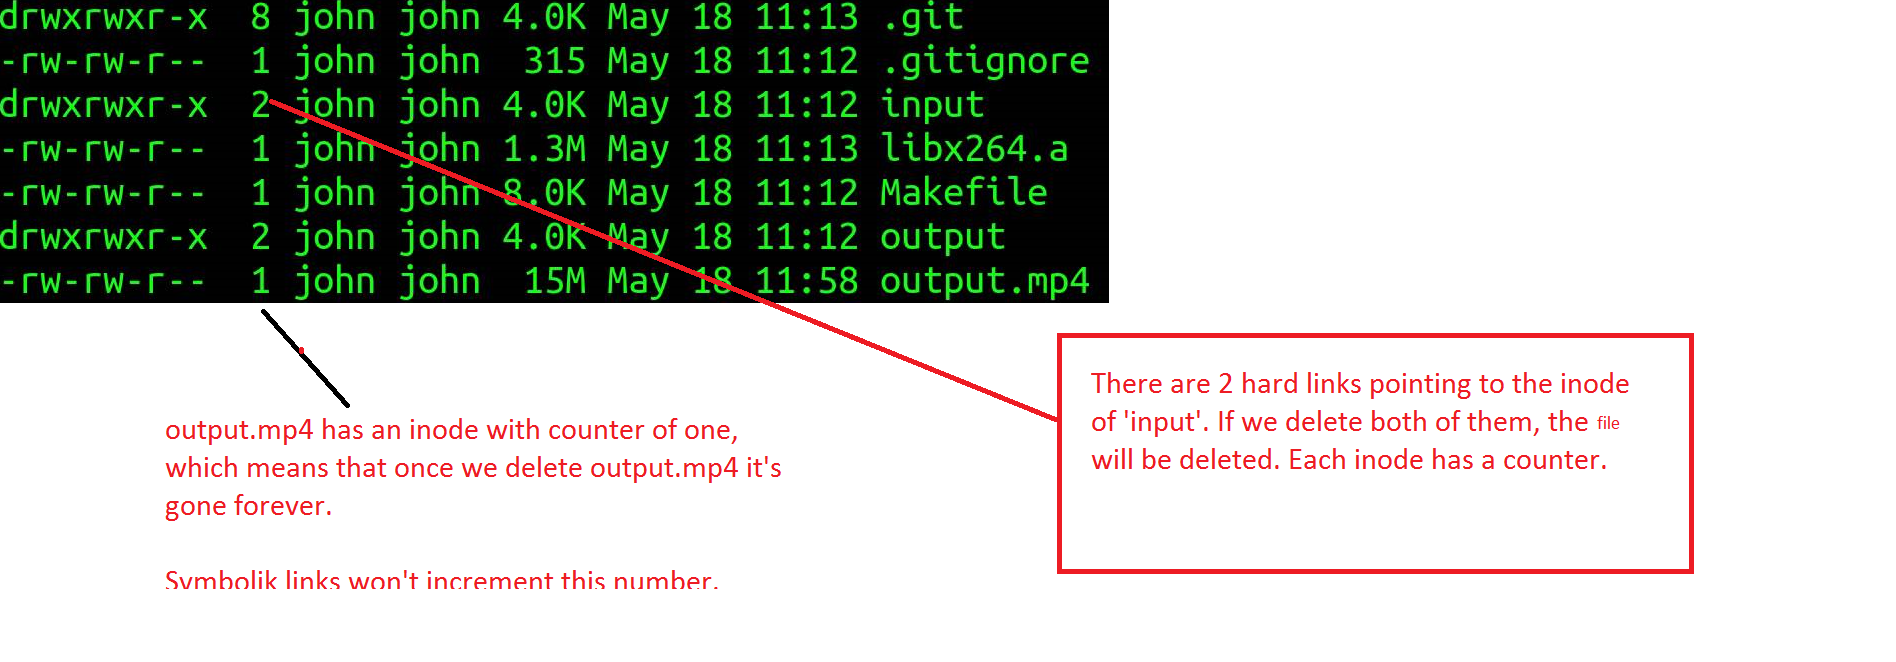 drwxrwxr-x 8 john john 4.0K May 18 11:13 .git
-rw-rw-r-- 1 john john 315 May 18 11:12 .gitignore
drwxrwxr-x 2 john john 4.0K May 18 11:12 input
-rw-rw-r-- 1 john john 1.3M May 18 11:13 libx264.a
-rw-rw-r-- 1 john john 8.0K May 18 11:12 Makefile
drwxrwxr-x 2 john john 4.0K May 18 11:12 output
-rw-rw-r-- 1 john john 15M May 18 11:58 output.mp4
There are 2 hard links pointing to the inode
of 'input'. If we delete both of them, the file
will be deleted. Each inode has a counter.
output.mp4 has an inode with counter of one,
which means that once we delete output.mp4 it's
gone forever.
Symbolik links won't increment this number.